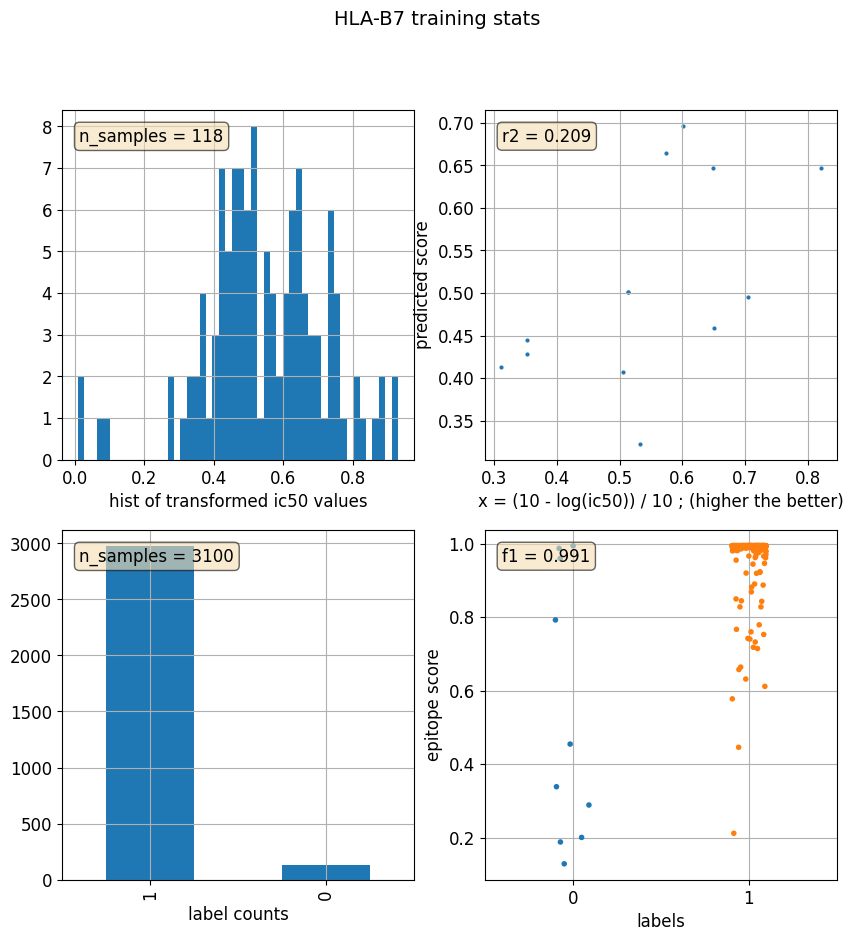 HLA-B7 training stats
n_samples = 118
8
7
6
5
4
3
2
1
0
0.0 0.2 0.4 0.6 0.8
hist of transformed ic50 values
r2 = 0.209
predicted score
0.70
0.65
0.60
0.55
0.50
0.45
0.40
0.35
0.3 0.4 0.5 0.6 0.7 0.8
x = (10 - log(ic50)) / 10 ; (higher the better)
n_samples = 3100
3000
2500
2000
1500
1000
500
0
1 0
label counts
f1 = 0.991
epitope score
1.0
0.8
0.6
0.4
0.2
0 1
labels